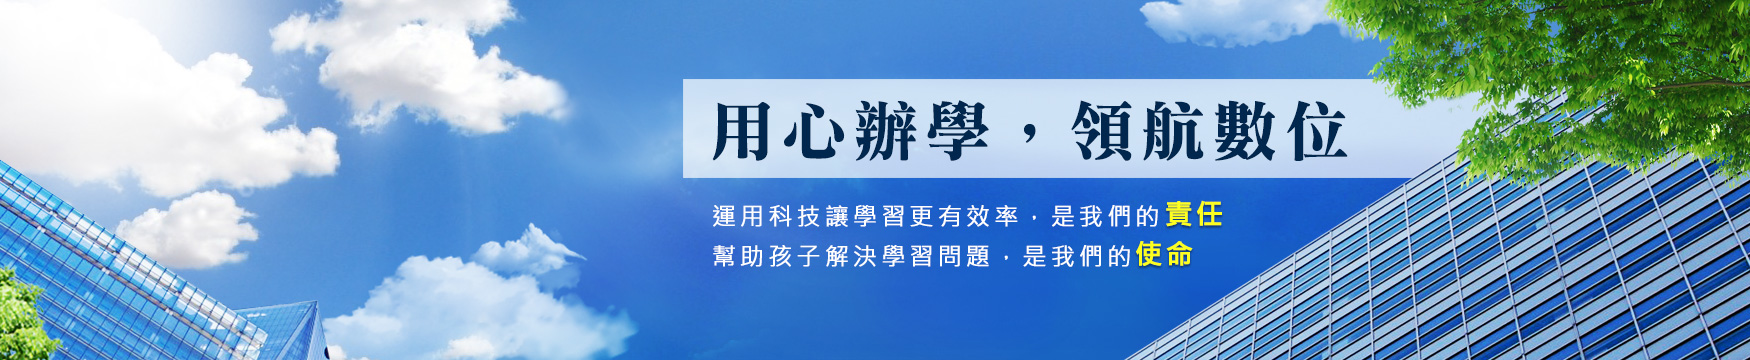 用心辦學，領航數位
運用科技讓學習更有效率，是我們的責任
幫助孩子解決學習問題，是我們的使命